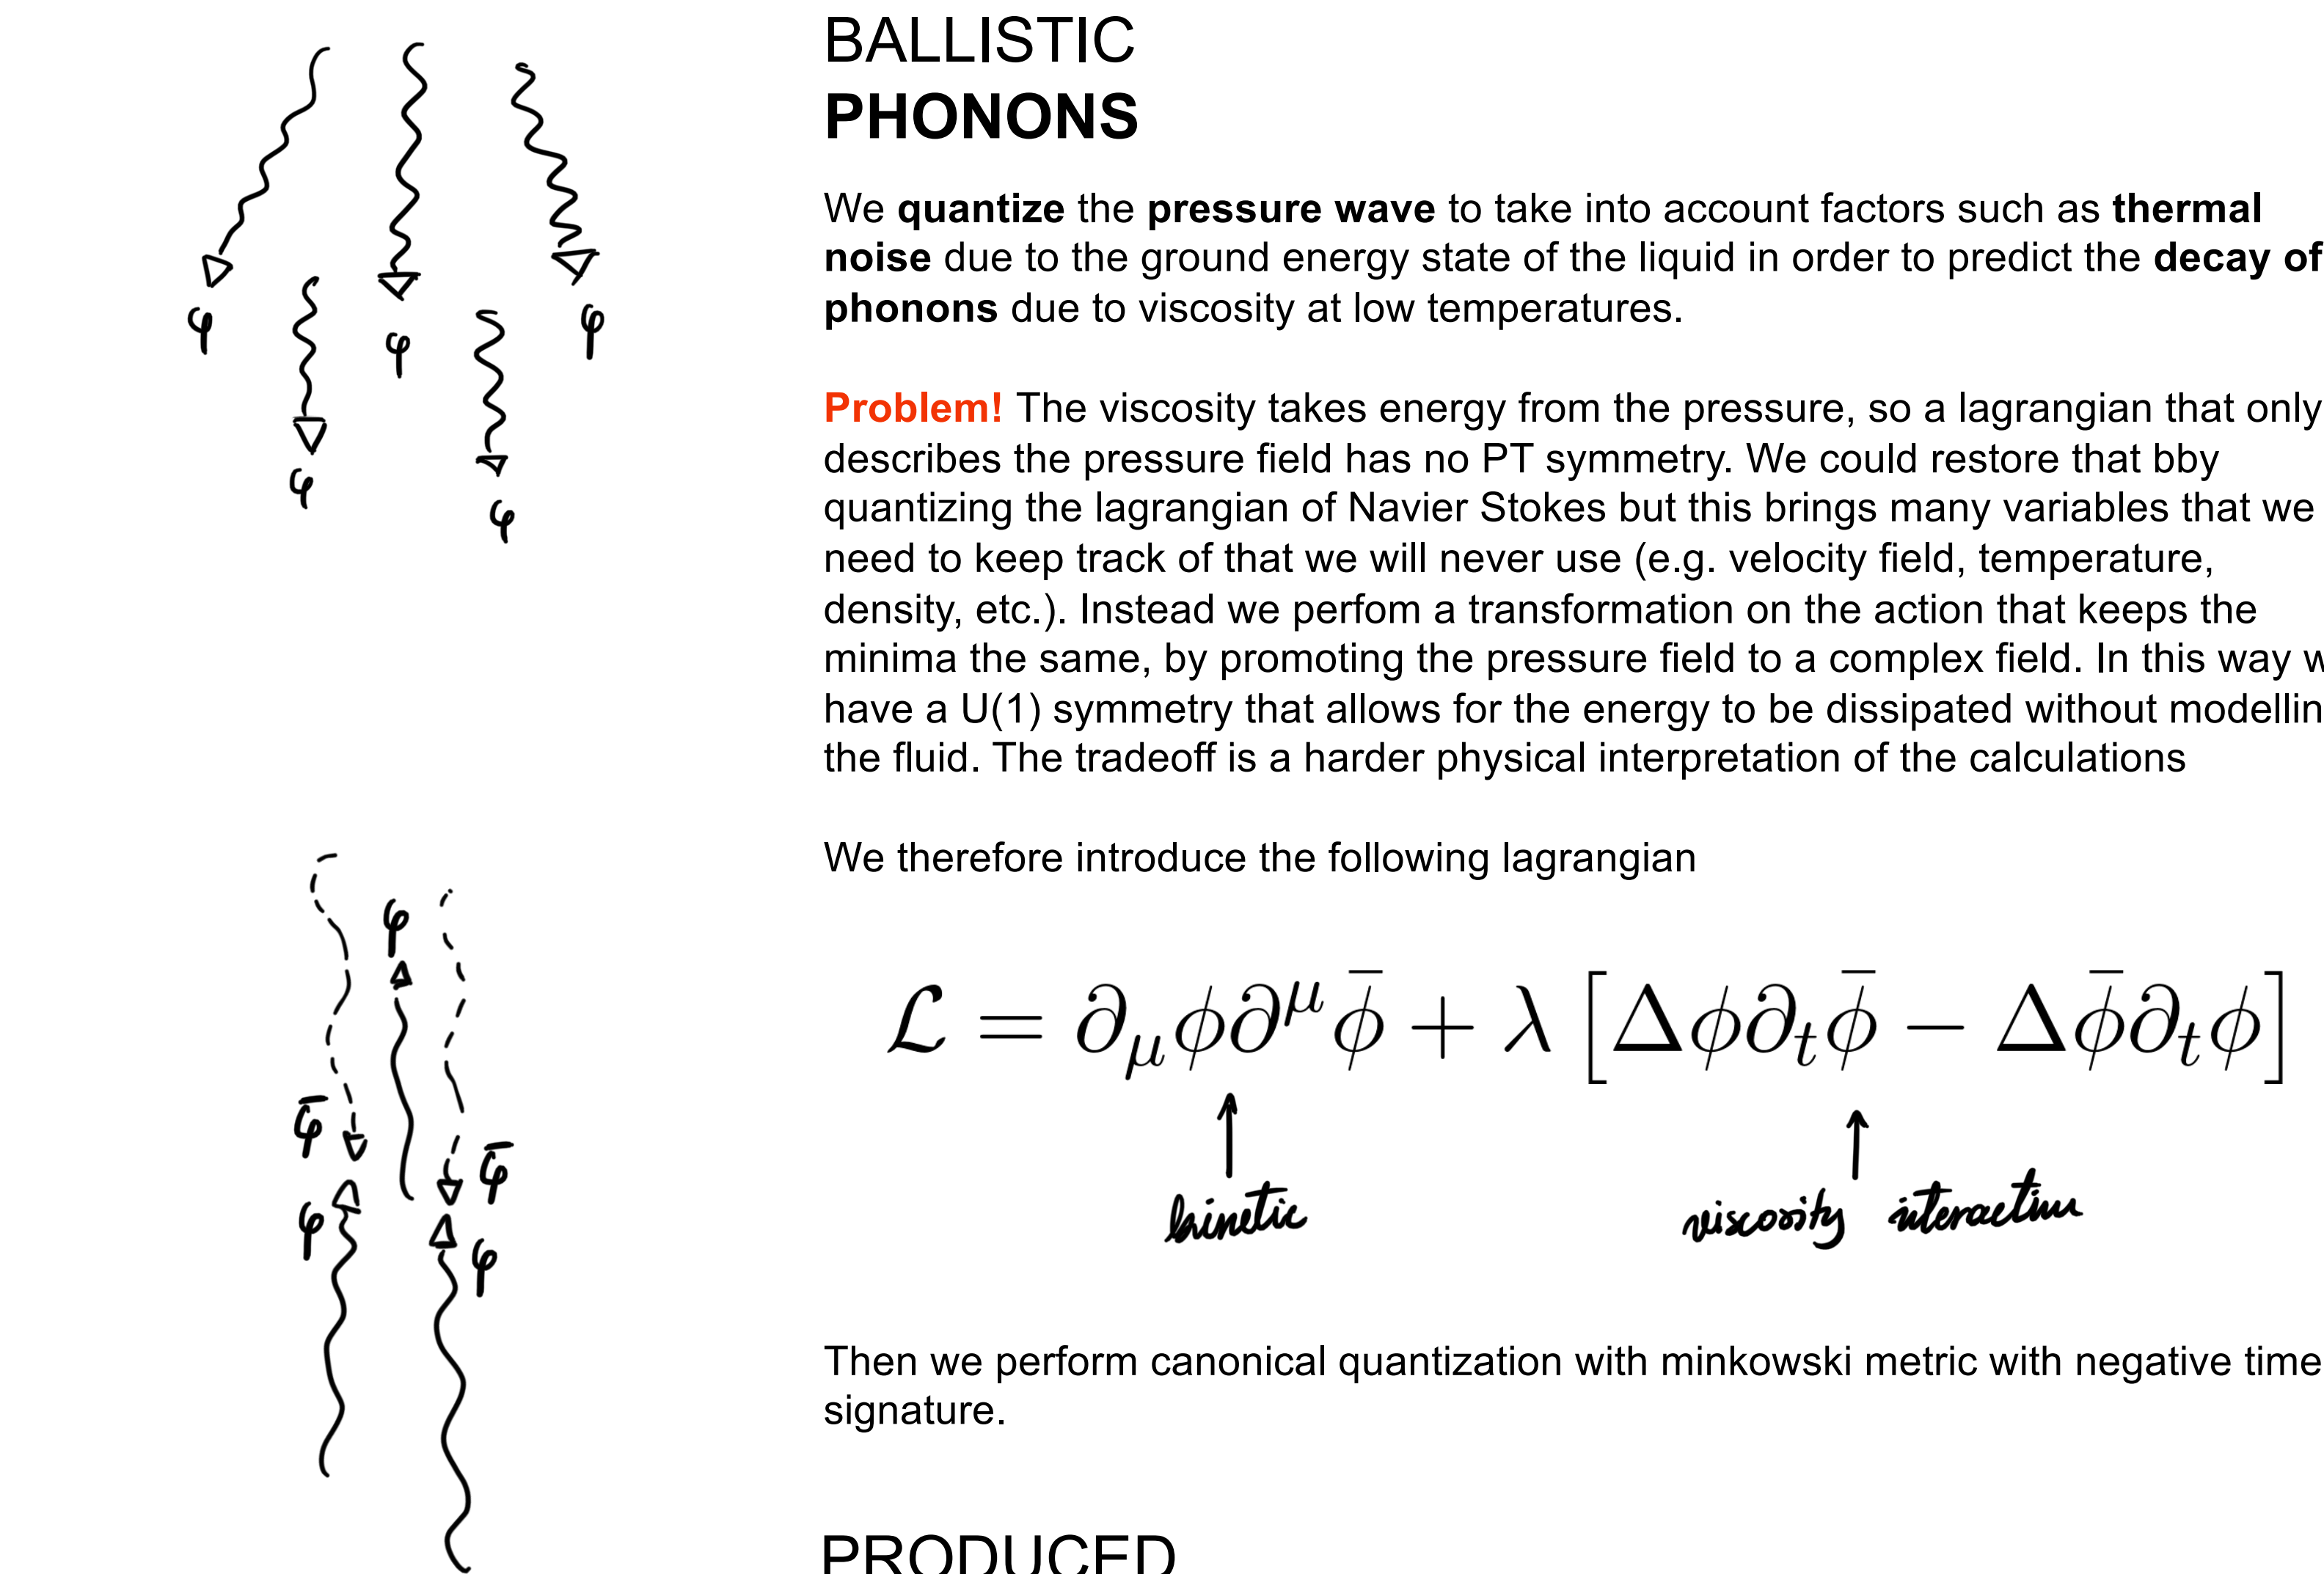 BALLISTIC
PHONONS
We quantize the pressure wave to take into account factors such as thermal
noise due to the ground energy state of the liquid in order to predict the decay of
phonons due to viscosity at low temperatures.
Problem! The viscosity takes energy from the pressure, so a lagrangian that only
describes the pressure field has no PT symmetry. We could restore that bby
quantizing the lagrangian of Navier Stokes but this brings many variables that we
need to keep track of that we will never use (e.g. velocity field, temperature,
density, etc.). Instead we perfom a transformation on the action that keeps the
minima the same, by promoting the pressure field to a complex field. In this way w
have a U(1) symmetry that allows for the energy to be dissipated without modellin
the fluid. The tradeoff is a harder physical interpretation of the calculations
We therefore introduce the following lagrangian
ℒ = ∂_μϕ∂^μϕ̄ + λ [Δϕ∂_tϕ̄ − Δϕ̄∂_tϕ]
kinetic
viscosity interaction
Then we perform canonical quantization with minkowski metric with negative time
signature.
PRODUCED
φ
φ
φ
φ
φ
φ
φ̄
φ̄
φ
φ